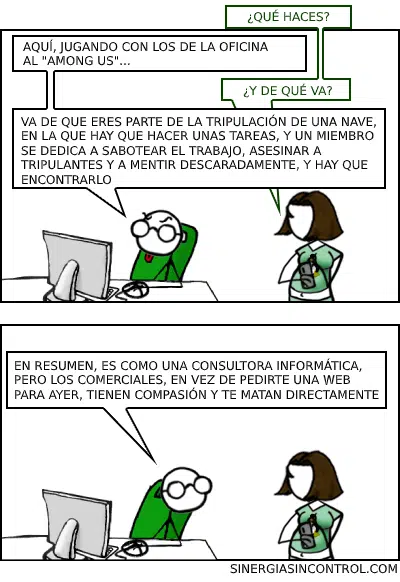 ¿QUÉ HACES?
AQUÍ, JUGANDO CON LOS DE LA OFICINA
AL "AMONG US"...
¿Y DE QUÉ VA?
VA DE QUE ERES PARTE DE LA TRIPULACIÓN DE UNA NAVE,
EN LA QUE HAY QUE HACER UNAS TAREAS, Y UN MIEMBRO
SE DEDICA A SABOTEAR EL TRABAJO, ASESINAR A
TRIPULANTES Y A MENTIR DESCARADAMENTE, Y HAY QUE
ENCONTRARLO
EN RESUMEN, ES COMO UNA CONSULTORA INFORMÁTICA,
PERO LOS COMERCIALES, EN VEZ DE PEDIRTE UNA WEB
PARA AYER, TIENEN COMPASIÓN Y TE MATAN DIRECTAMENTE
SINERGIASINCONTROL.COM